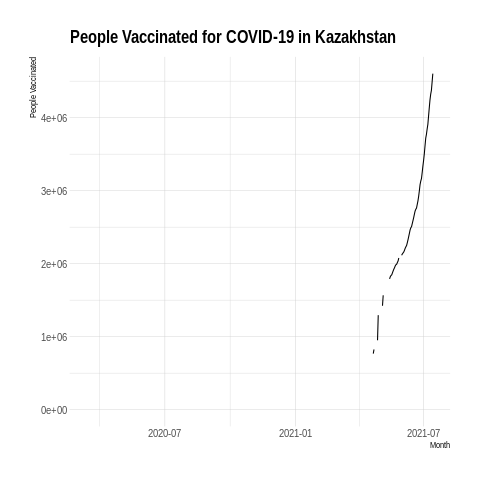 People Vaccinated for COVID-19 in Kazakhstan
People Vaccinated
4e+06
3e+06
2e+06
1e+06
0e+00
2020-07
2021-01
2021-07
Month